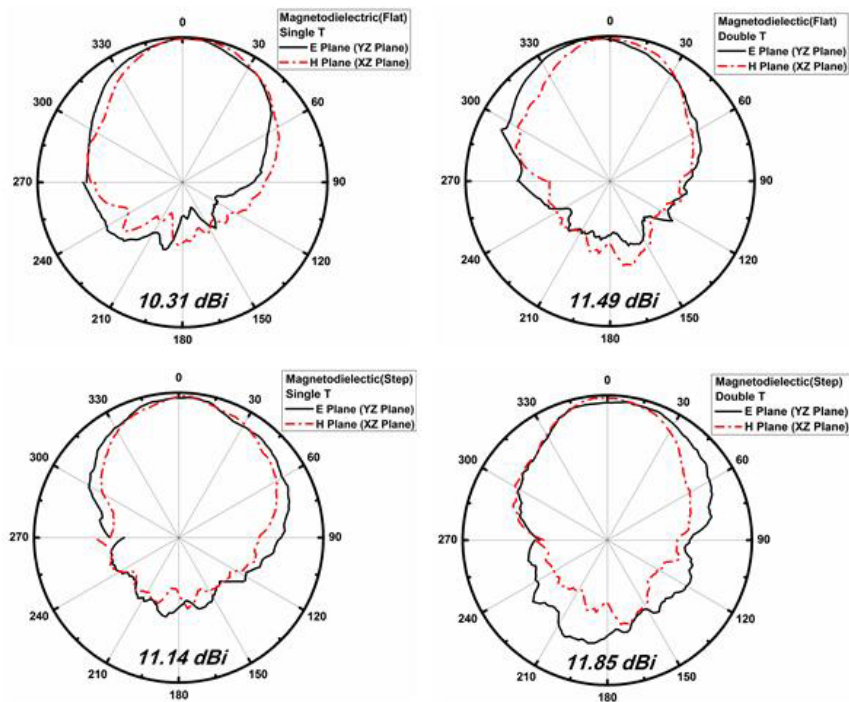 Magnetodielectric(Flat)
Single T
E Plane (YZ Plane)
H Plane (XZ Plane)
0
30
60
90
120
150
180
210
240
270
300
330
10.31 dBi
Magnetodielectic(Flat)
Double T
E Plane (YZ Plane)
H Plane (XZ Plane)
0
30
60
90
120
150
180
210
240
270
300
330
11.49 dBi
Magnetodielectic(Step)
Single T
E Plane (YZ Plane)
H Plane (XZ Plane)
0
30
60
90
120
150
180
210
240
270
300
330
11.14 dBi
Magnetodielectic(Step)
Double T
E Plane (YZ Plane)
H Plane (XZ Plane)
0
30
60
90
120
150
180
210
240
270
300
330
11.85 dBi